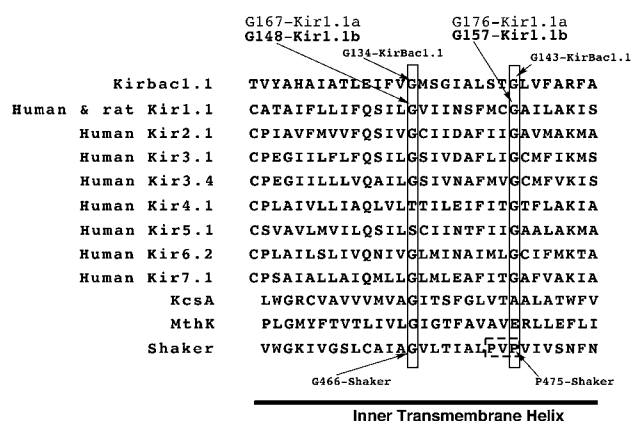 G167-Kir1.1a G176-Kir1.1a
G148-Kir1.1b G157-Kir1.1b
G134-KirBac1.1 G143-KirBac1.1
Kirbac1.1 TVYAHAIATLEIFVGMSGIALSTGLVFARFA
Human & rat Kir1.1 CATAIFLLIFQSILGVIINSFMCGAILAKIS
Human Kir2.1 CPIAVFMVVFQSIVGCIIDAFIIGAVMAKMA
Human Kir3.1 CPEGIILFLFQSILGSIVDAFLIGCMFIKMS
Human Kir3.4 CPEGIILLLVQAILGSIVNAFMVGCMFVKIS
Human Kir4.1 CPLAIVLLIAQLVLTTILEIFITGTFLAKIA
Human Kir5.1 CSVAVLMVILQSILSCIINTFIIGAALAKMA
Human Kir6.2 CPLAILSLIVQNIVGLMINAIMLGCIFMKTA
Human Kir7.1 CPSAIALLAIQMLLGLMLEAFITGAFVAKIA
KcsA LWGRCVAVVVMVAGITSFGLVTAALATWFV
MthK PLGMYFTVTLIVLGIGTFAVAVERLLEFLI
Shaker VWGKIVGSLCAIAGVLTIALPVPVIVSNFN
G466-Shaker P475-Shaker
Inner Transmembrane Helix